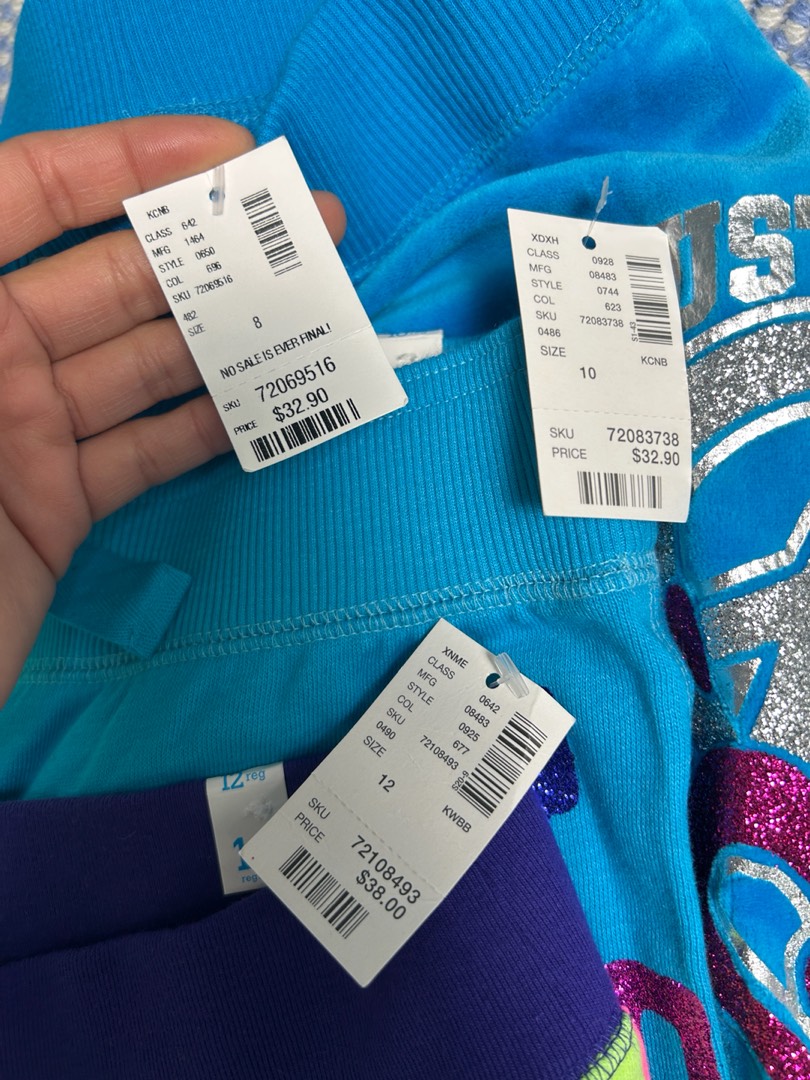 KCNB
CLASS 642
MFG 1464
STYLE 0650
COL 696
SKU 72069516
482
SIZE 8
NO SALE IS EVER FINAL!
SKU 72069516
PRICE $32.90
XDXH
CLASS 0928
MFG 08483
STYLE 0744
COL 623
SKU 72083738
0486
SIZE
51-43
KCNB
10
SKU 72083738
PRICE $32.90
XNME
CLASS 0642
MFG 08483
STYLE 0925
COL 677
SKU 72108493
0490
SIZE
12
KWBB
SKU 72108493
PRICE $38.00
12 reg
reg